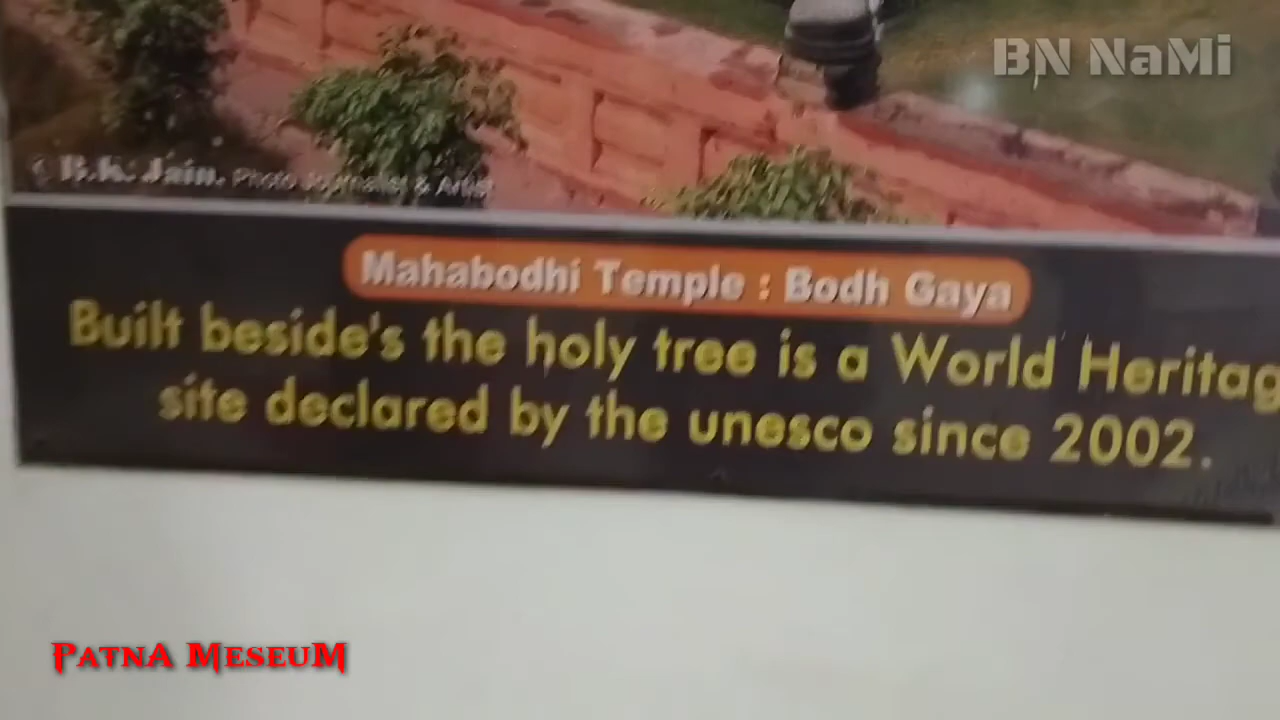 BN NaMi
© B.K. Jain. Photo Journalist & Artist
Mahabodhi Temple : Bodh Gaya
Built beside's the holy tree is a World Heritag
site declared by the unesco since 2002.
PATNA MESEUM